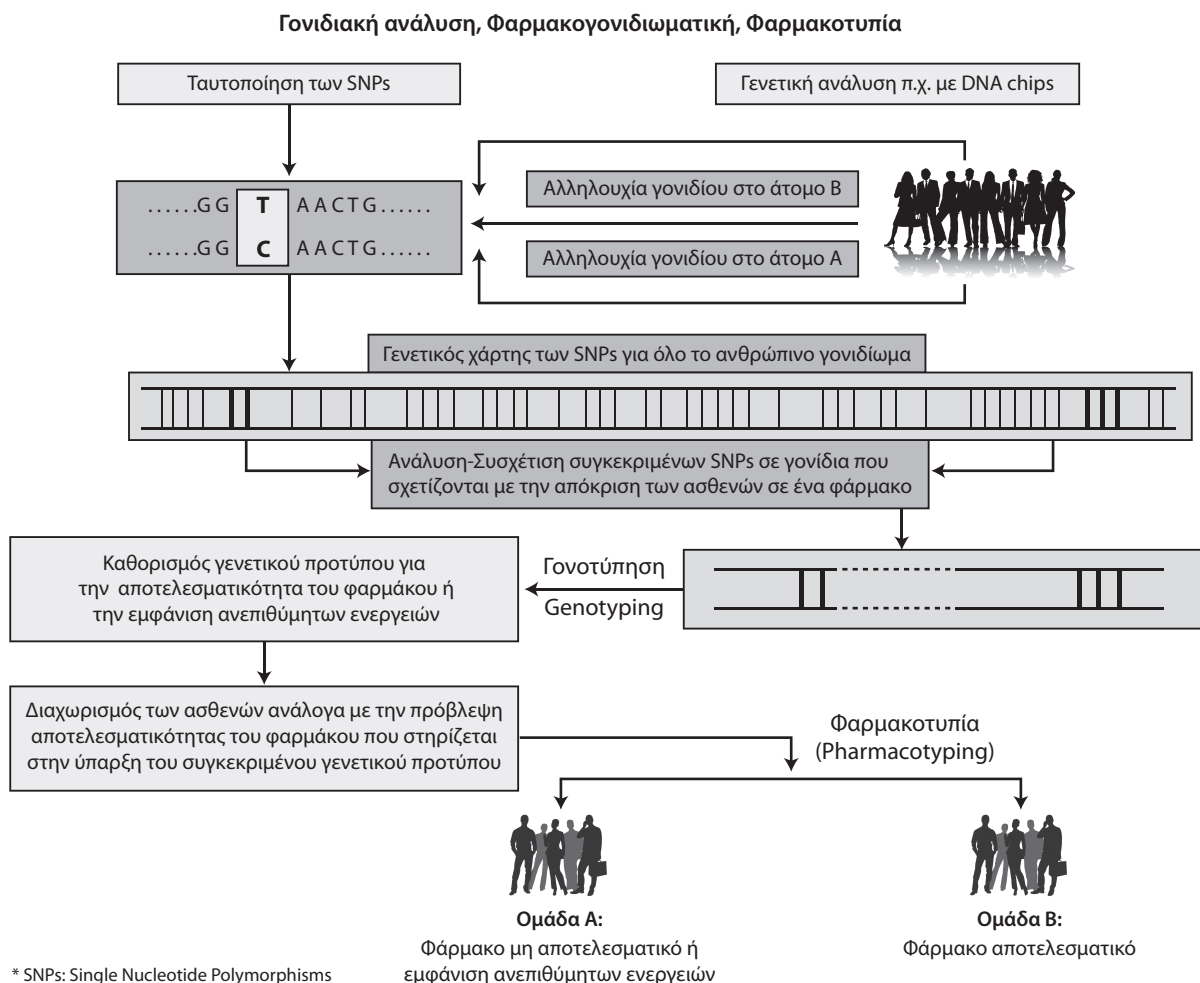 Γονιδιακή ανάλυση, Φαρμακογονιδιωματική, Φαρμακοτυπία
Ταυτοποίηση των SNPs
Γενετική ανάλυση π.χ. με DNA chips
Αλληλουχία γονιδίου στο άτομο Β
......G G T A A C T G......
......G G C A A C T G......
Αλληλουχία γονιδίου στο άτομο Α
Γενετικός χάρτης των SNPs για όλο το ανθρώπινο γονιδίωμα
Ανάλυση-Συσχέτιση συγκεκριμένων SNPs σε γονίδια που
σχετίζονται με την απόκριση των ασθενών σε ένα φάρμακο
Καθορισμός γενετικού προτύπου για
την αποτελεσματικότητα του φαρμάκου ή
την εμφάνιση ανεπιθύμητων ενεργειών
Γονοτύπηση
Genotyping
Διαχωρισμός των ασθενών ανάλογα με την πρόβλεψη
αποτελεσματικότητας του φαρμάκου που στηρίζεται
στην ύπαρξη του συγκεκριμένου γενετικού προτύπου
Φαρμακοτυπία
(Pharmacotyping)
Ομάδα Α:
Φάρμακο μη αποτελεσματικό ή
εμφάνιση ανεπιθύμητων ενεργειών
Ομάδα Β:
Φάρμακο αποτελεσματικό
* SNPs: Single Nucleotide Polymorphisms